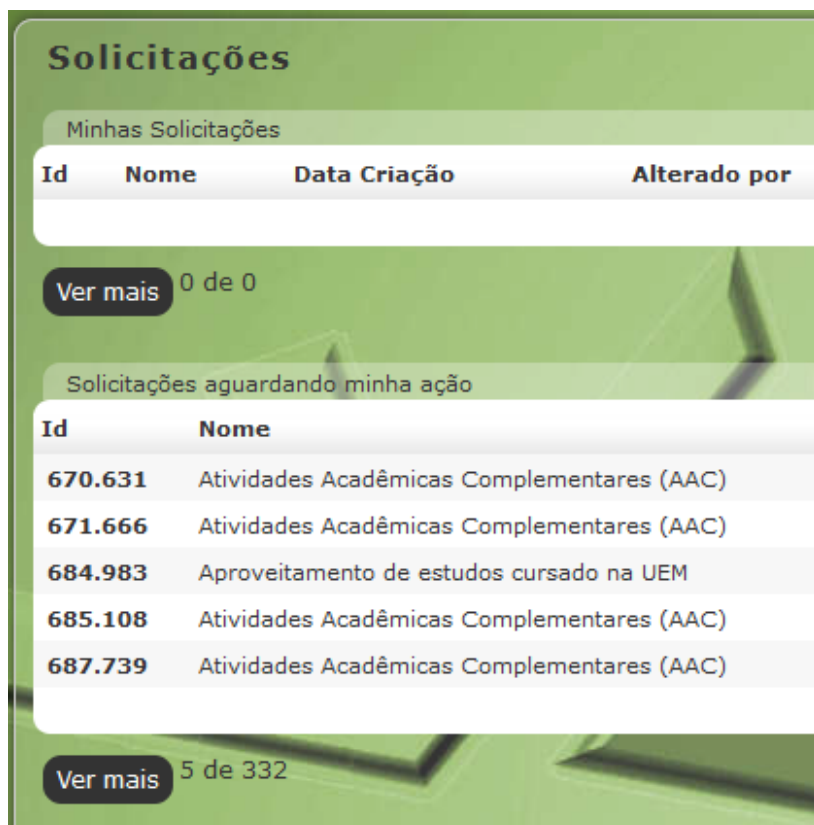 Solicitações
Minhas Solicitações
Id Nome Data Criação Alterado por
Ver mais 0 de 0
Solicitações aguardando minha ação
Id Nome
670.631 Atividades Acadêmicas Complementares (AAC)
671.666 Atividades Acadêmicas Complementares (AAC)
684.983 Aproveitamento de estudos cursado na UEM
685.108 Atividades Acadêmicas Complementares (AAC)
687.739 Atividades Acadêmicas Complementares (AAC)
Ver mais 5 de 332